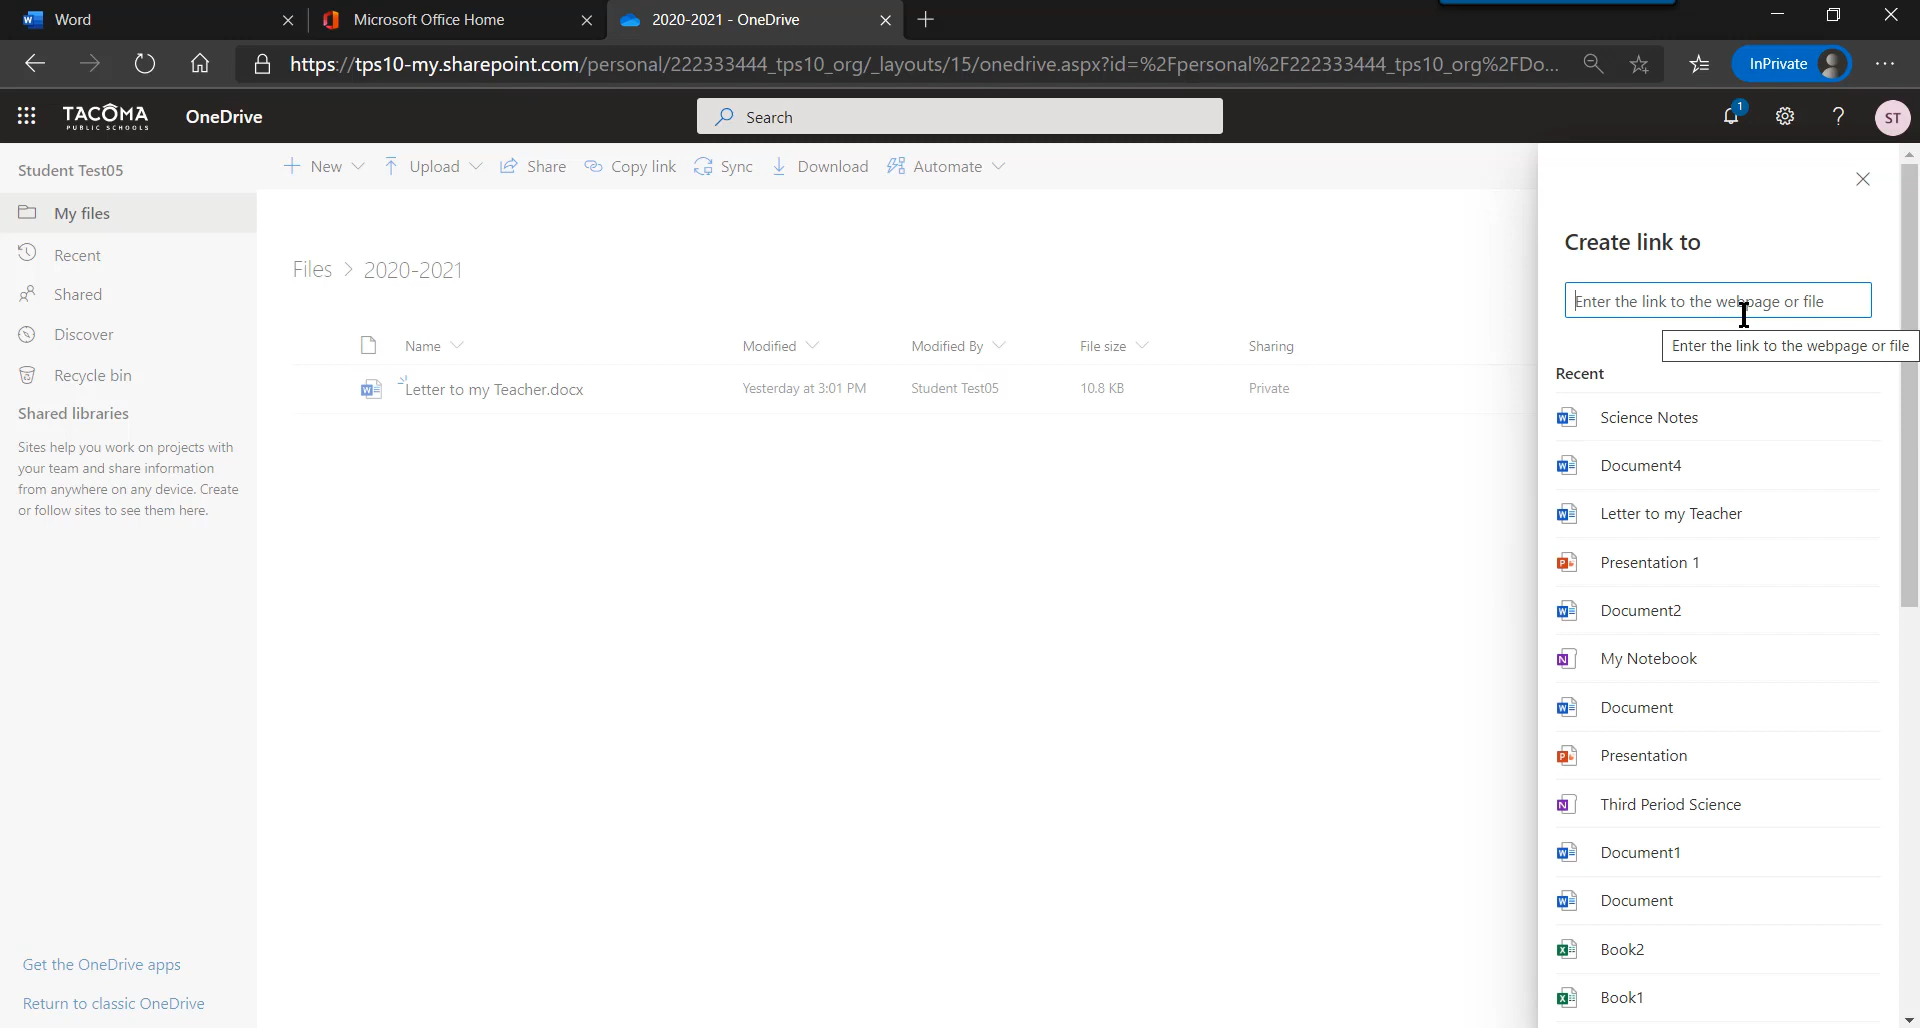 Word
Microsoft Office Home
2020-2021 - OneDrive
https://tps10-my.sharepoint.com/personal/222333444_tps10_org/_layouts/15/onedrive.aspx?id=%2Fpersonal%2F222333444_tps10_org%2FDo...
InPrivate
TACOMA
PUBLIC SCHOOLS
OneDrive
Search
1
?
ST
Student Test05
New
Upload
Share
Copy link
Sync
Download
Automate
My files
Recent
Shared
Discover
Recycle bin
Shared libraries
Sites help you work on projects with
your team and share information
from anywhere on any device. Create
or follow sites to see them here.
Get the OneDrive apps
Return to classic OneDrive
Files > 2020-2021
Name Modified Modified By File size Sharing
Letter to my Teacher.docx Yesterday at 3:01 PM Student Test05 10.8 KB Private
Create link to
Enter the link to the webpage or file
Enter the link to the webpage or file
Recent
Science Notes
Document4
Letter to my Teacher
Presentation 1
Document2
My Notebook
Document
Presentation
Third Period Science
Document1
Document
Book2
Book1